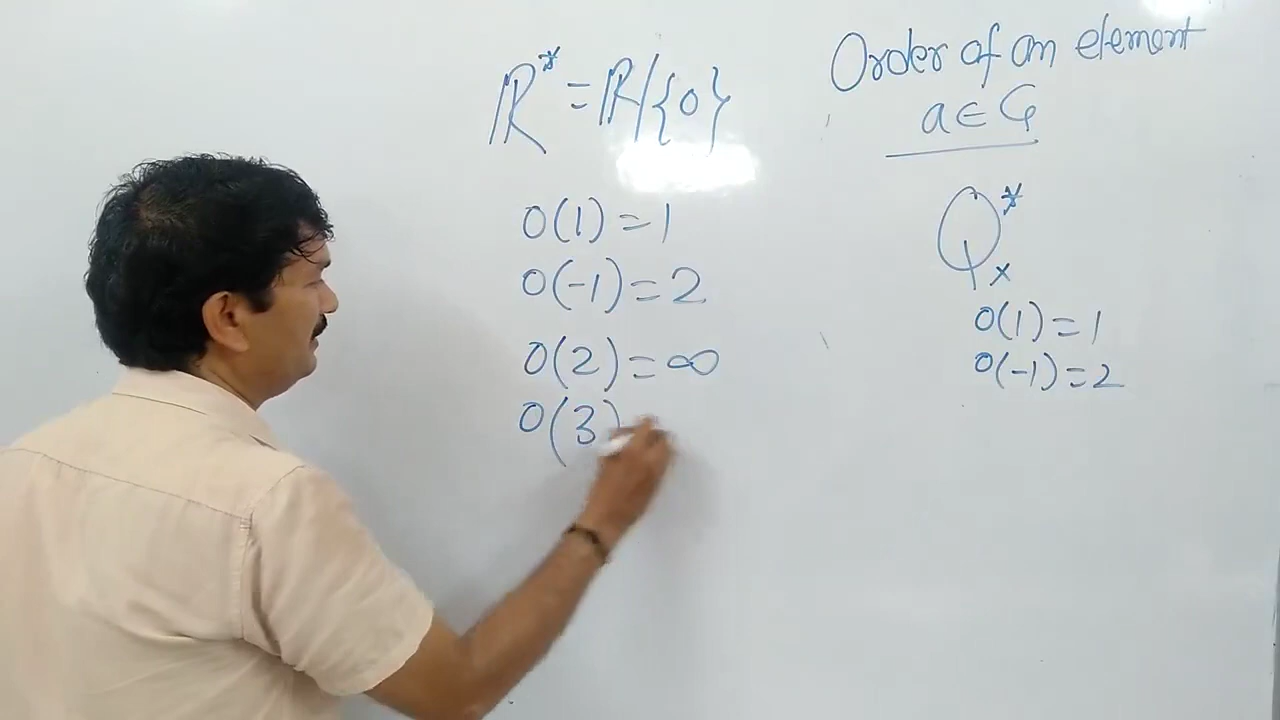 R* = R/{0}
O(1) = 1
O(-1) = 2
O(2) = ∞
O(3)
Order of an element
a ∈ G
Q*
×
O(1) = 1
O(-1) = 2